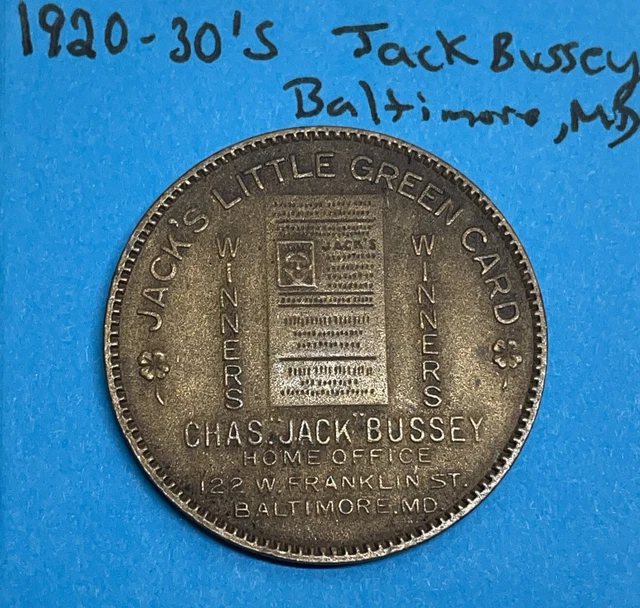 1920-30's Jack Bussey
Baltimore, MD
JACK'S LITTLE GREEN CARD
WINNERS
JACK'S
WINNERS
CHAS. "JACK" BUSSEY
HOME OFFICE
122 W. FRANKLIN ST.
BALTIMORE, MD.